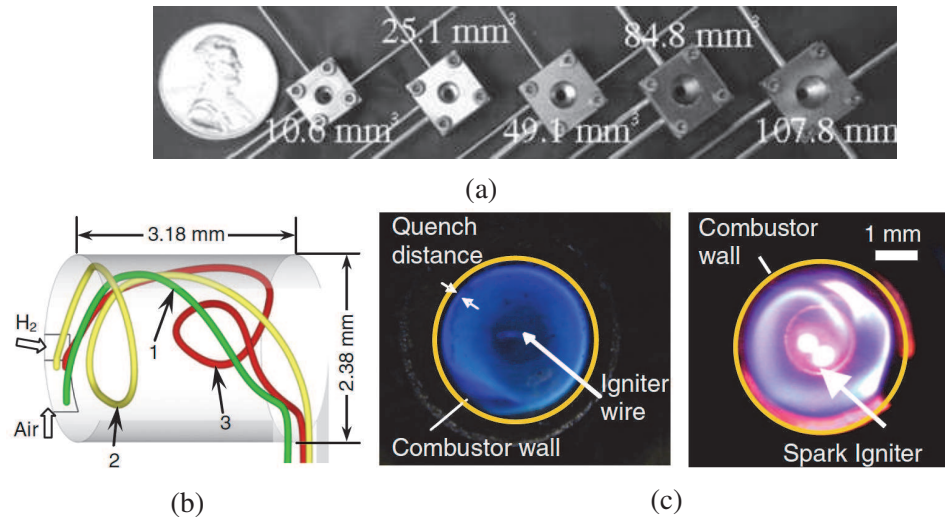 25.1 mm³
84.8 mm³
10.6 mm³
49.1 mm³
107.8 mm
(a)
3.18 mm
H₂
Air
1
2
3
2.38 mm
(b)
Quench
distance
Igniter
wire
Combustor wall
Combustor
wall
1 mm
Spark Igniter
(c)